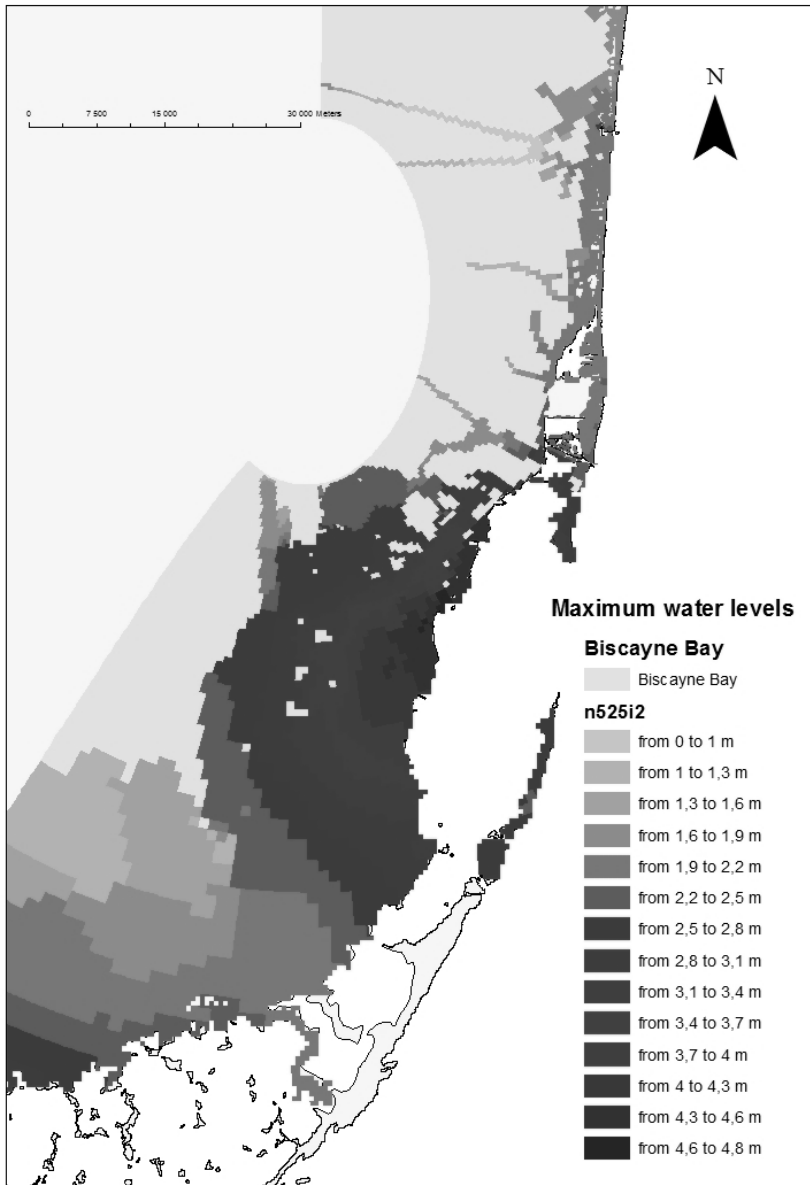 N
0 7 500 15 000 30 000 Meters
Maximum water levels
Biscayne Bay
Biscayne Bay
n525i2
from 0 to 1 m
from 1 to 1,3 m
from 1,3 to 1,6 m
from 1,6 to 1,9 m
from 1,9 to 2,2 m
from 2,2 to 2,5 m
from 2,5 to 2,8 m
from 2,8 to 3,1 m
from 3,1 to 3,4 m
from 3,4 to 3,7 m
from 3,7 to 4 m
from 4 to 4,3 m
from 4,3 to 4,6 m
from 4,6 to 4,8 m